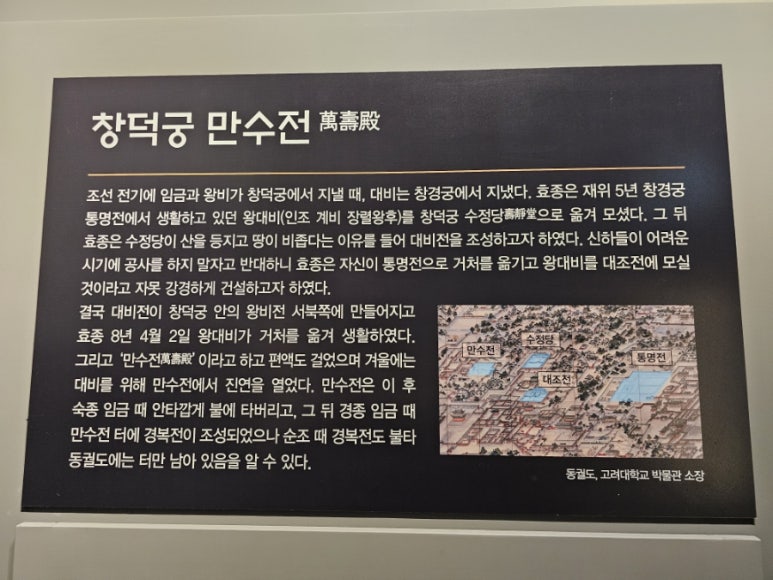 창덕궁 만수전 萬壽殿
조선 전기에 임금과 왕비가 창덕궁에서 지낼 때, 대비는 창경궁에서 지냈다. 효종은 재위 5년 창경궁
통명전에서 생활하고 있던 왕대비(인조 계비 장렬왕후)를 창덕궁 수정당壽靜堂으로 옮겨 모셨다. 그 뒤
효종은 수정당이 산을 등지고 땅이 비좁다는 이유를 들어 대비전을 조성하고자 하였다. 신하들이 어려운
시기에 공사를 하지 말자고 반대하니 효종은 자신이 통명전으로 거처를 옮기고 왕대비를 대조전에 모실
것이라고 자못 강경하게 건설하고자 하였다.
결국 대비전이 창덕궁 안의 왕비전 서북쪽에 만들어지고
효종 8년 4월 2일 왕대비가 거처를 옮겨 생활하였다.
그리고 '만수전萬壽殿' 이라고 하고 편액도 걸었으며 겨울에는
대비를 위해 만수전에서 진연을 열었다. 만수전은 이 후
숙종 임금 때 안타깝게 불에 타버리고, 그 뒤 경종 임금 때
만수전 터에 경복전이 조성되었으나 순조 때 경복전도 불타
동궐도에는 터만 남아 있음을 알 수 있다.
만수전
수정당
대조전
통명전
동궐도, 고려대학교 박물관 소장